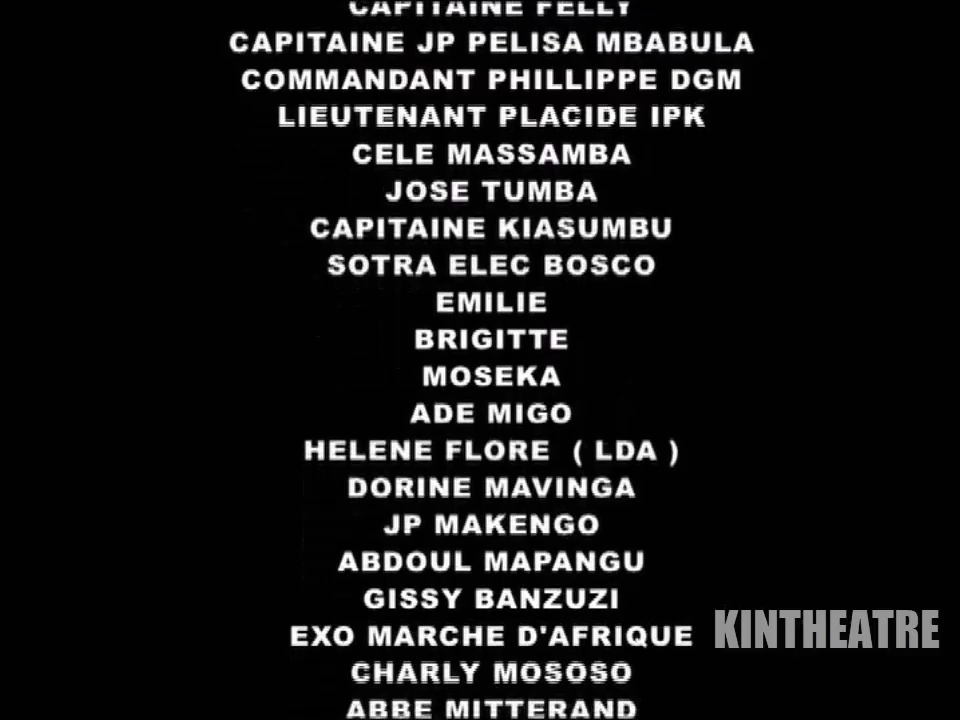 CAPITAINE FELLY
CAPITAINE JP PELISA MBABULA
COMMANDANT PHILLIPPE DGM
LIEUTENANT PLACIDE IPK
CELE MASSAMBA
JOSE TUMBA
CAPITAINE KIASUMBU
SOTRA ELEC BOSCO
EMILIE
BRIGITTE
MOSEKA
ADE MIGO
HELENE FLORE ( LDA )
DORINE MAVINGA
JP MAKENGO
ABDOUL MAPANGU
GISSY BANZUZI
EXO MARCHE D'AFRIQUE
KINTHEATRE
CHARLY MOSOSO
ABBE MITTERAND